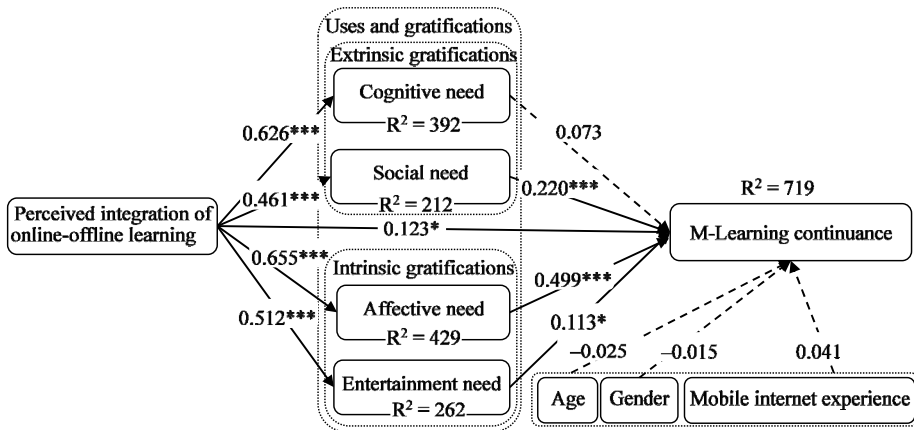 Uses and gratifications
Extrinsic gratifications
Cognitive need
R² = 392
0.626***
0.073
Social need
R² = 212
0.461***
0.220***
R² = 719
Perceived integration of
online-offline learning
0.123*
M-Learning continuance
0.655***
Intrinsic gratifications
0.499***
Affective need
R² = 429
0.512***
0.113*
Entertainment need
R² = 262
–0.025
–0.015
0.041
Age
Gender
Mobile internet experience